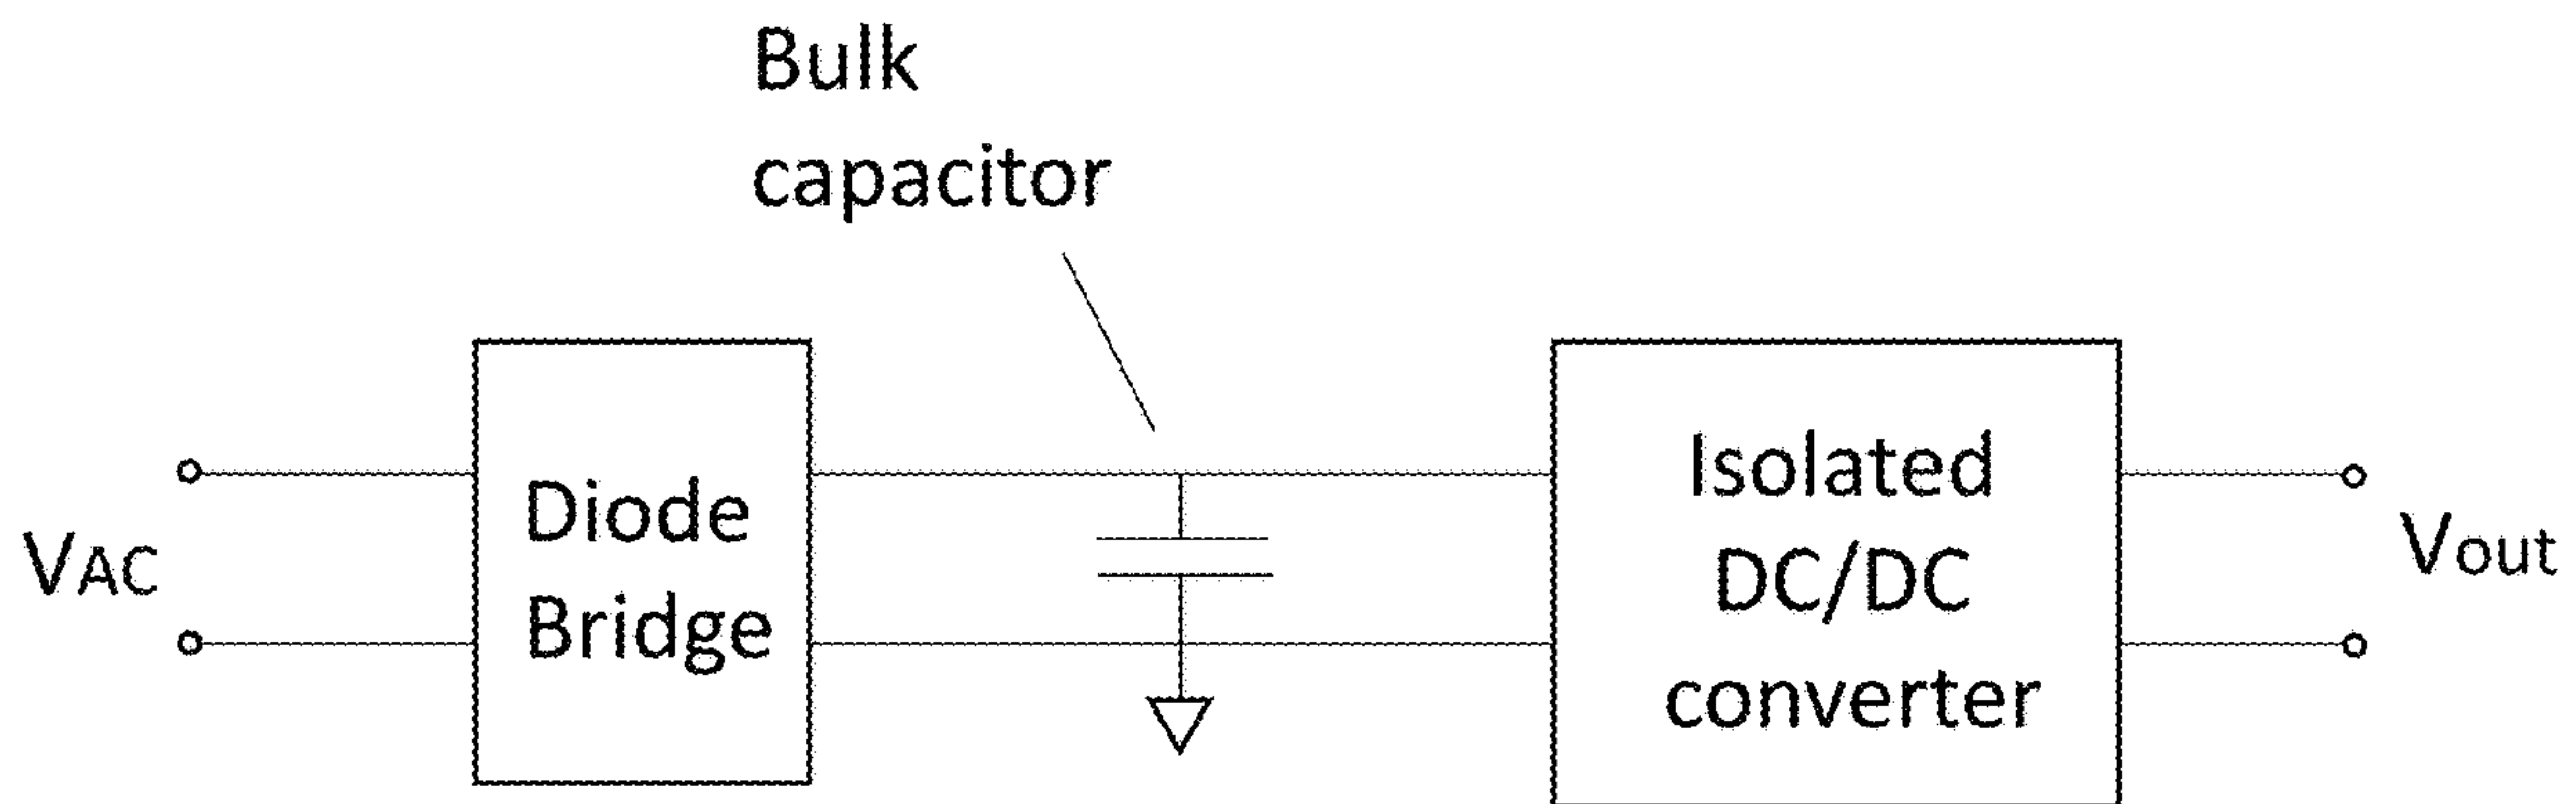 Bulk
capacitor
VAC
Diode
Bridge
Isolated
DC/DC
converter
Vout